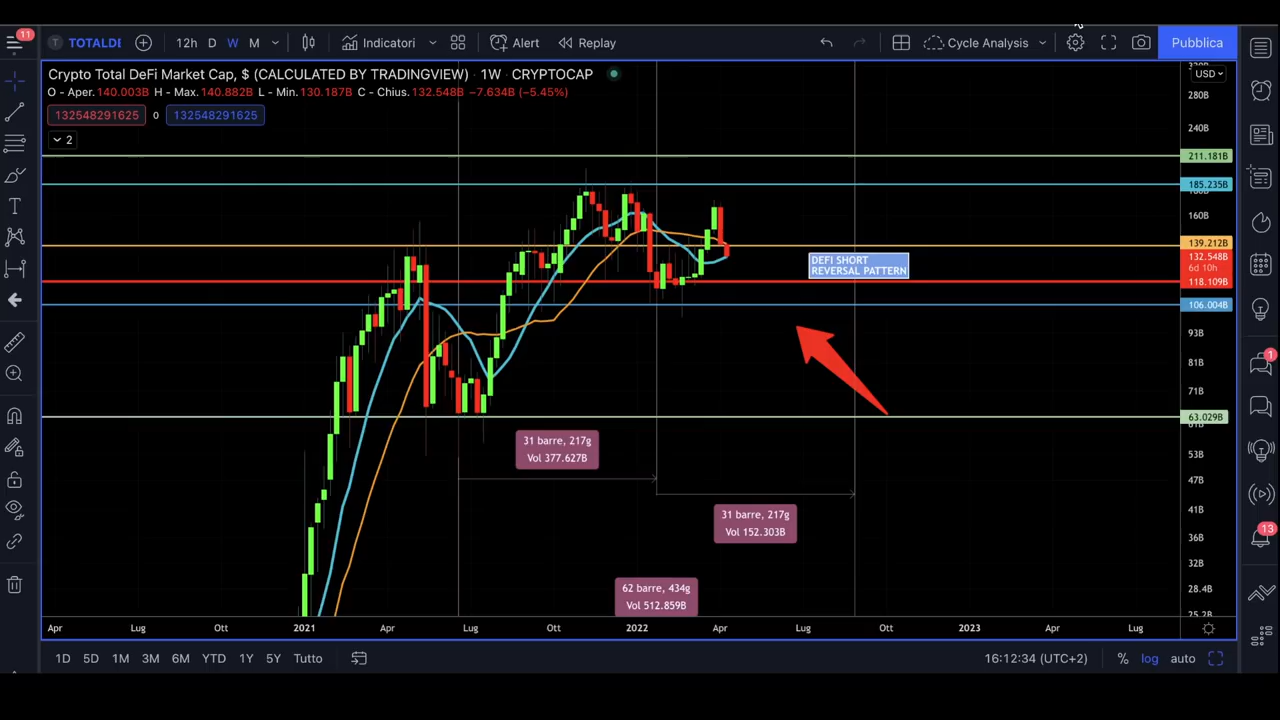 11
T TOTALDI 12h D W M Indicatori Alert Replay Cycle Analysis Pubblica
Crypto Total DeFi Market Cap, $ (CALCULATED BY TRADINGVIEW) · 1W · CRYPTOCAP
USD
O - Aper. 140.003B H - Max. 140.882B L - Min. 130.187B C - Chius. 132.548B −7.634B (−5.45%)
132548291625 0 132548291625
2
280B
240B
211.181B
185.235B
160B
139.212B
132.548B
6d 10h
118.109B
106.004B
93B
81B
71B
63.029B
53B
47B
41B
36B
32B
28.4B
25.2B
DEFI SHORT
REVERSAL PATTERN
31 barre, 217g
Vol 377.627B
31 barre, 217g
Vol 152.303B
62 barre, 434g
Vol 512.859B
Apr Lug Ott 2021 Apr Lug Ott 2022 Apr Lug Ott 2023 Apr Lug
1D 5D 1M 3M 6M YTD 1Y 5Y Tutto 16:12:34 (UTC+2) % log auto
1
13